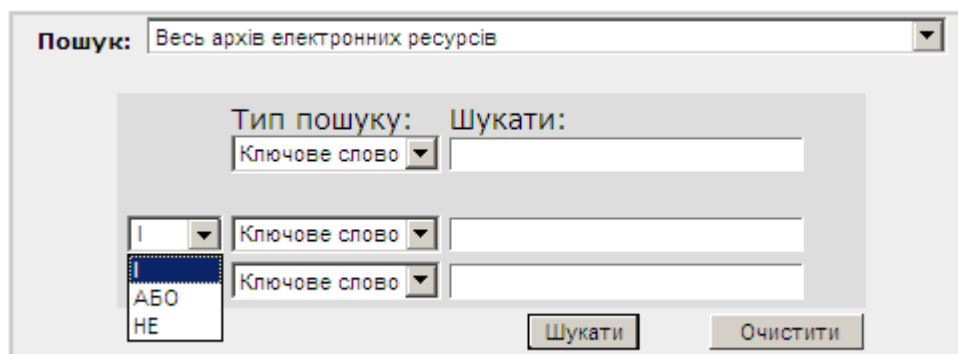 Пошук: Весь архів електронних ресурсів
Тип пошуку: Шукати:
Ключове слово
І Ключове слово
І
АБО
НЕ
Ключове слово
Шукати Очистити